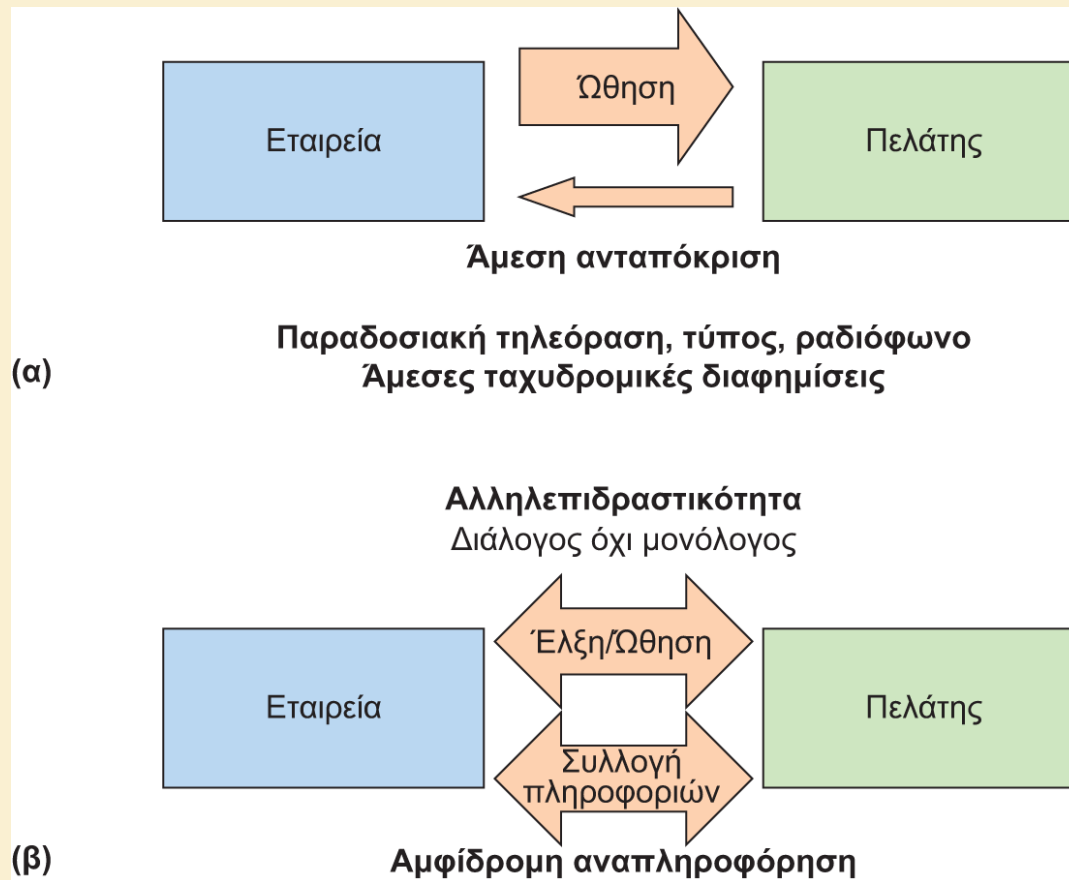 Ώθηση
Εταιρεία
Πελάτης
Άμεση ανταπόκριση
Παραδοσιακή τηλεόραση, τύπος, ραδιόφωνο
(α)
Άμεσες ταχυδρομικές διαφημίσεις
Αλληλεπιδραστικότητα
Διάλογος όχι μονόλογος
Έλξη/Ώθηση
Εταιρεία
Πελάτης
Συλλογή
πληροφοριών
(β)
Αμφίδρομη αναπληροφόρηση